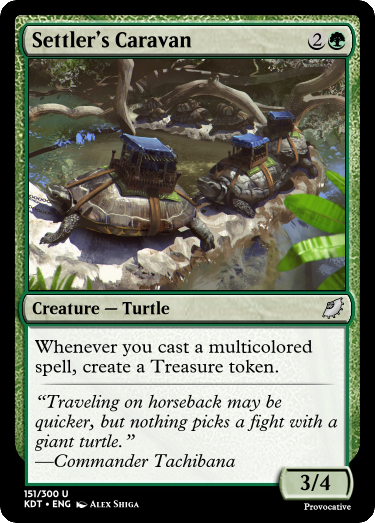 Settler's Caravan 2
Creature — Turtle
Whenever you cast a multicolored
spell, create a Treasure token.
"Traveling on horseback may be
quicker, but nothing picks a fight with a
giant turtle."
—Commander Tachibana
3/4
151/300 U
KDT • ENG Alex Shiga
Provocative